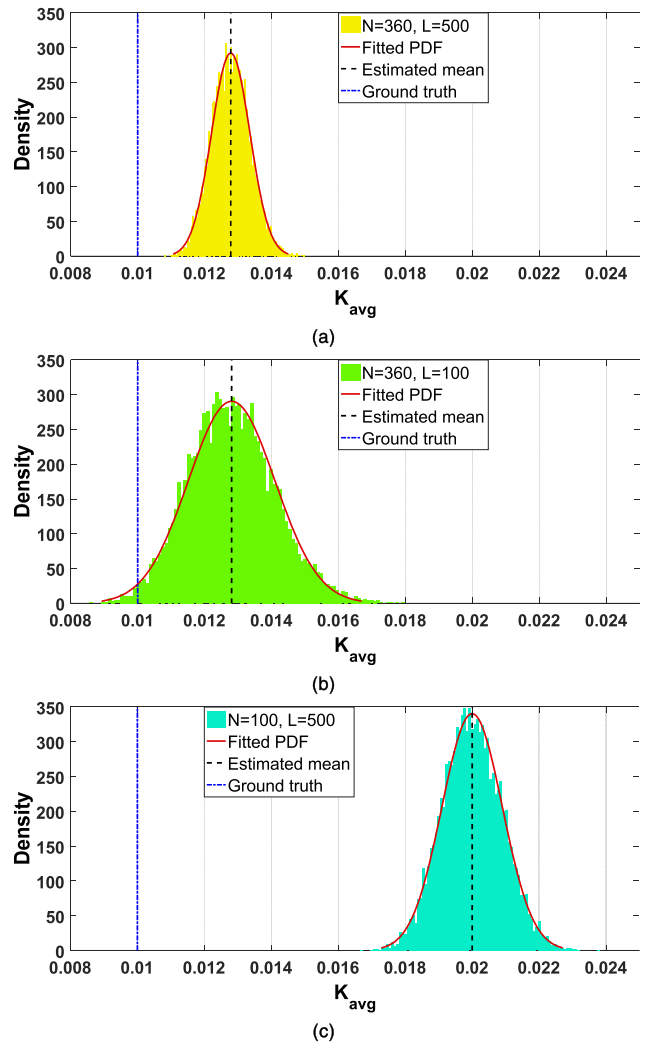 350
300
250
200
150
100
50
0
Density
N=360, L=500
Fitted PDF
Estimated mean
Ground truth
0.008 0.01 0.012 0.014 0.016 0.018 0.02 0.022 0.024
K_avg
(a)
350
300
250
200
150
100
50
0
Density
N=360, L=100
Fitted PDF
Estimated mean
Ground truth
0.008 0.01 0.012 0.014 0.016 0.018 0.02 0.022 0.024
K_avg
(b)
350
300
250
200
150
100
50
0
Density
N=100, L=500
Fitted PDF
Estimated mean
Ground truth
0.008 0.01 0.012 0.014 0.016 0.018 0.02 0.022 0.024
K_avg
(c)